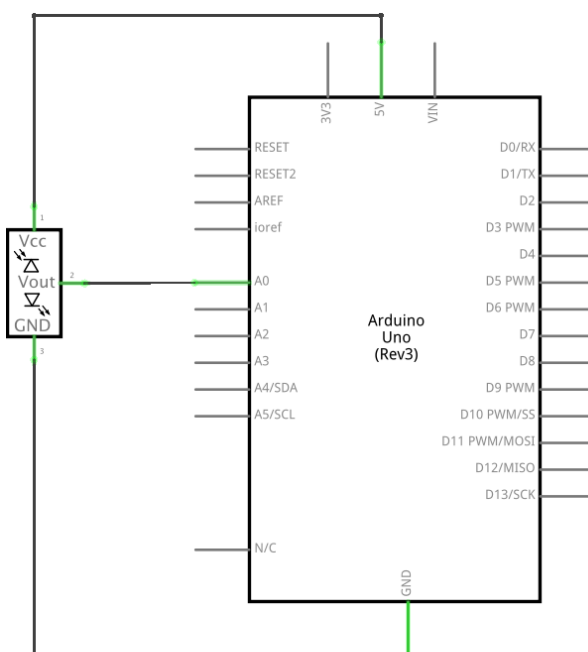 3V3
5V
VIN
RESET
RESET2
AREF
ioref
A0
A1
A2
A3
A4/SDA
A5/SCL
N/C
D0/RX
D1/TX
D2
D3 PWM
D4
D5 PWM
D6 PWM
D7
D8
D9 PWM
D10 PWM/SS
D11 PWM/MOSI
D12/MISO
D13/SCK
Arduino
Uno
(Rev3)
GND
1
Vcc
Vout
2
GND
3